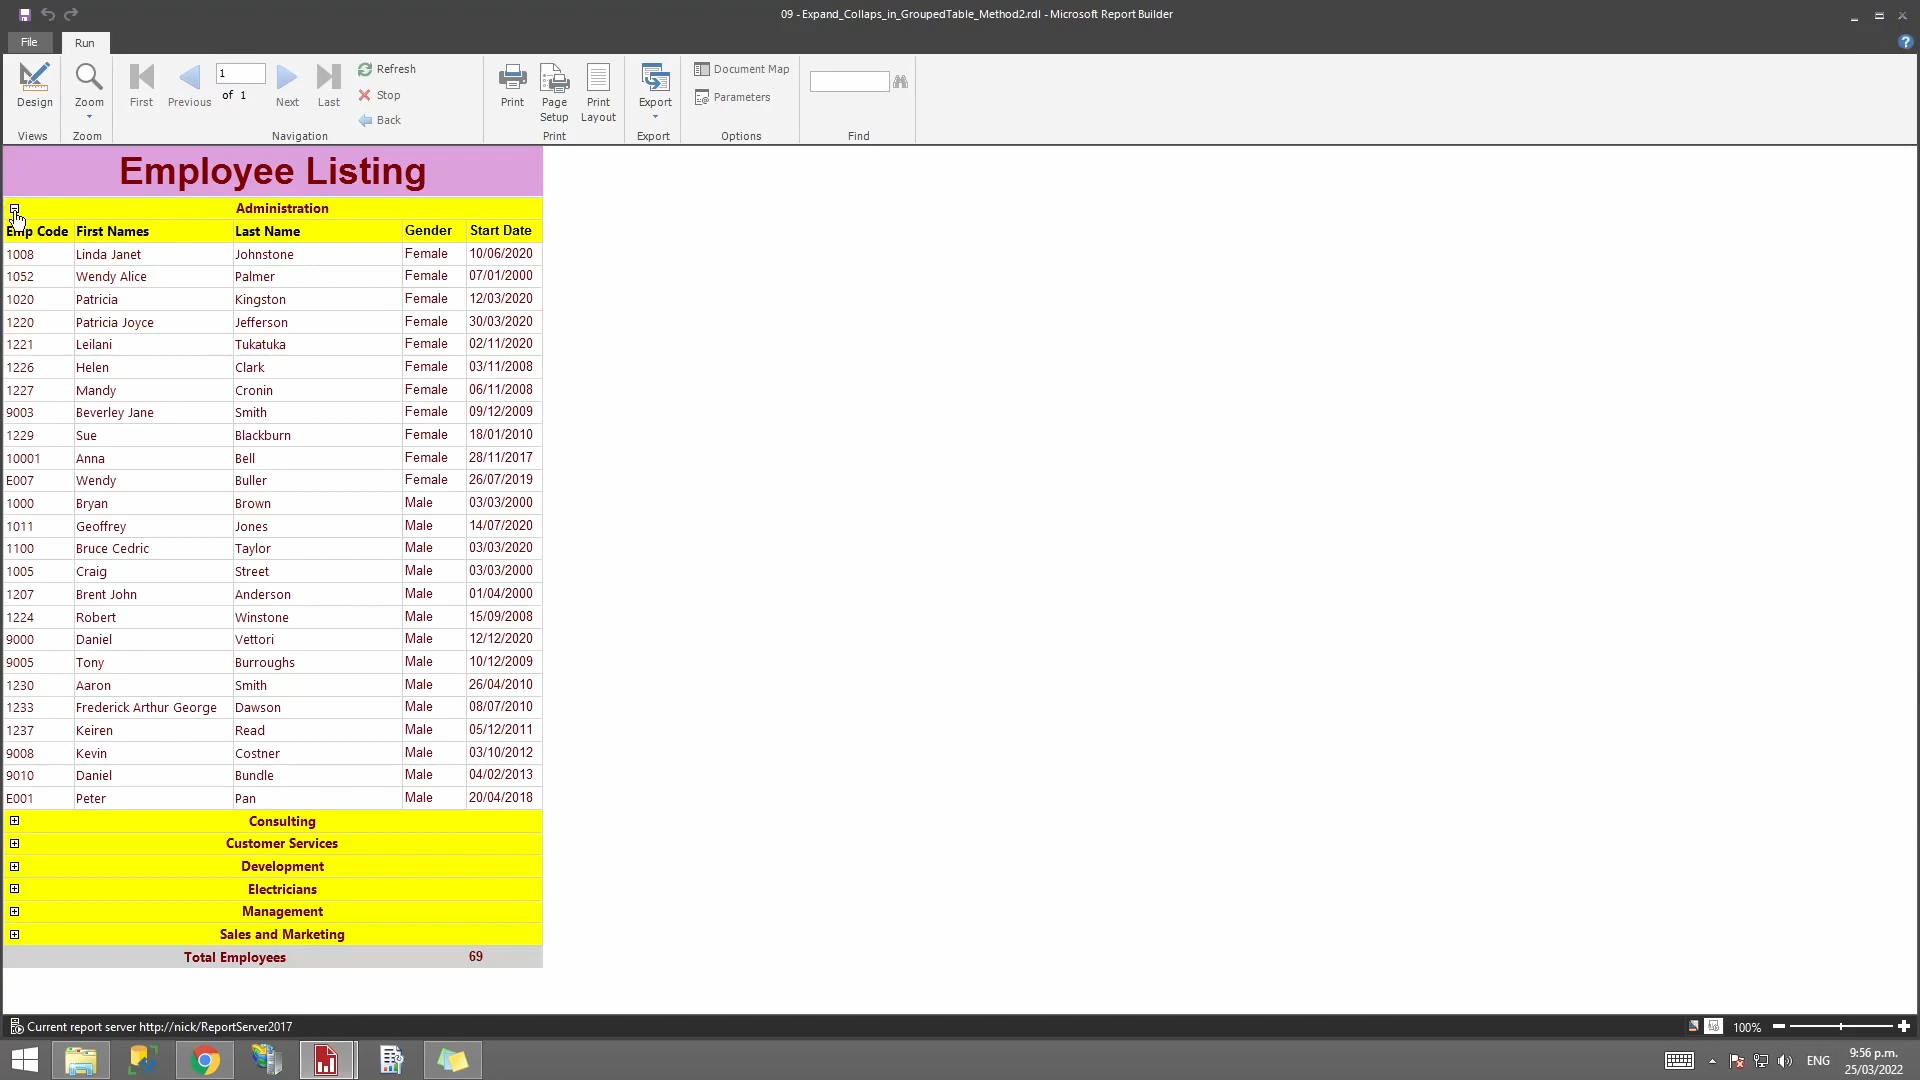 09 - Expand_Collaps_in_GroupedTable_Method2.rdl - Microsoft Report Builder
File Run
Design
Zoom
First
Previous
1
of 1
Next
Last
Refresh
Stop
Back
Print
Page Setup
Print Layout
Export
Document Map
Parameters
Views
Zoom
Navigation
Print
Export
Options
Find
Employee Listing
Administration
Emp Code First Names Last Name Gender Start Date
1008 Linda Janet Johnstone Female 10/06/2020
1052 Wendy Alice Palmer Female 07/01/2000
1020 Patricia Kingston Female 12/03/2020
1220 Patricia Joyce Jefferson Female 30/03/2020
1221 Leilani Tukatuka Female 02/11/2020
1226 Helen Clark Female 03/11/2008
1227 Mandy Cronin Female 06/11/2008
9003 Beverley Jane Smith Female 09/12/2009
1229 Sue Blackburn Female 18/01/2010
10001 Anna Bell Female 28/11/2017
E007 Wendy Buller Female 26/07/2019
1000 Bryan Brown Male 03/03/2000
1011 Geoffrey Jones Male 14/07/2020
1100 Bruce Cedric Taylor Male 03/03/2020
1005 Craig Street Male 03/03/2000
1207 Brent John Anderson Male 01/04/2000
1224 Robert Winstone Male 15/09/2008
9000 Daniel Vettori Male 12/12/2020
9005 Tony Burroughs Male 10/12/2009
1230 Aaron Smith Male 26/04/2010
1233 Frederick Arthur George Dawson Male 08/07/2010
1237 Keiren Read Male 05/12/2011
9008 Kevin Costner Male 03/10/2012
9010 Daniel Bundle Male 04/02/2013
E001 Peter Pan Male 20/04/2018
Consulting
Customer Services
Development
Electricians
Management
Sales and Marketing
Total Employees 69
Current report server http://nick/ReportServer2017
100%
ENG
9:56 p.m.
25/03/2022